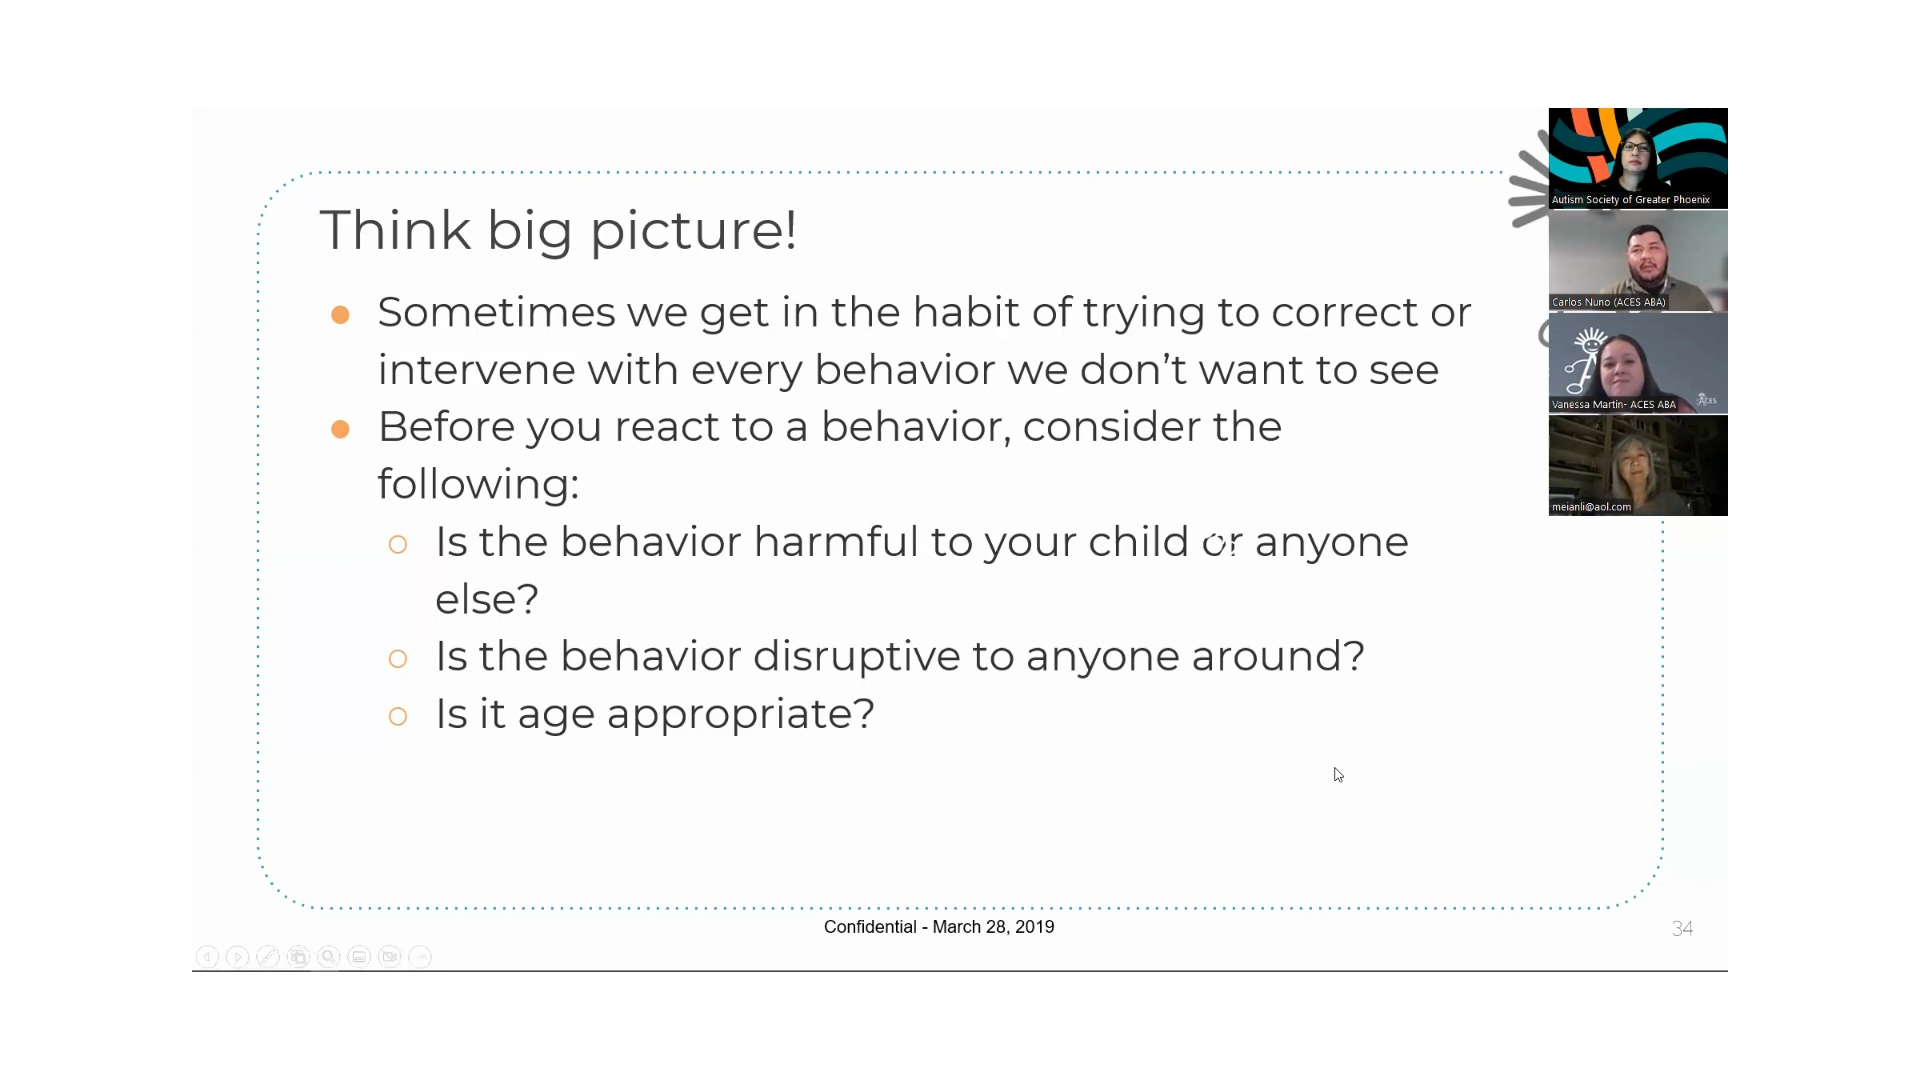 Think big picture!
Sometimes we get in the habit of trying to correct or
intervene with every behavior we don’t want to see
Before you react to a behavior, consider the
following:
Is the behavior harmful to your child or anyone
else?
Is the behavior disruptive to anyone around?
Is it age appropriate?
Confidential - March 28, 2019
34
Autism Society of Greater Phoenix
Carlos Nuno (ACES ABA)
ACES
Vanessa Martin- ACES ABA
meianli@aol.com